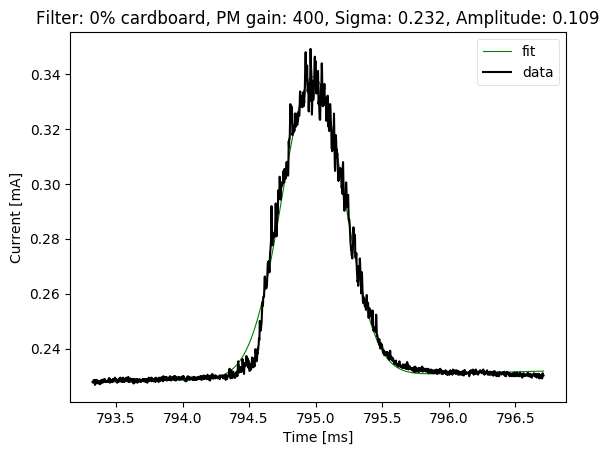 Filter: 0% cardboard, PM gain: 400, Sigma: 0.232, Amplitude: 0.109
fit
data
0.34
0.32
0.30
0.28
0.26
0.24
Current [mA]
793.5 794.0 794.5 795.0 795.5 796.0 796.5
Time [ms]